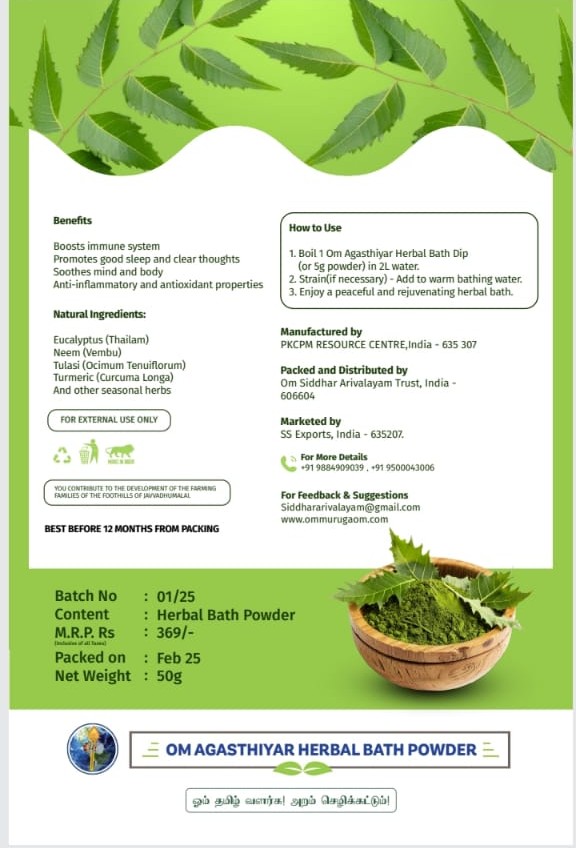 Benefits
Boosts immune system
Promotes good sleep and clear thoughts
Soothes mind and body
Anti-inflammatory and antioxidant properties
Natural Ingredients:
Eucalyptus (Thailam)
Neem (Vembu)
Tulasi (Ocimum Tenuiflorum)
Turmeric (Curcuma Longa)
And other seasonal herbs
FOR EXTERNAL USE ONLY
MAKE IN INDIA
YOU CONTRIBUTE TO THE DEVELOPMENT OF THE FARMING
FAMILIES OF THE FOOTHILLS OF JAVVADHUMALAI.
BEST BEFORE 12 MONTHS FROM PACKING
How to Use
1. Boil 1 Om Agasthiyar Herbal Bath Dip
(or 5g powder) in 2L water.
2. Strain(if necessary) - Add to warm bathing water.
3. Enjoy a peaceful and rejuvenating herbal bath.
Manufactured by
PKCPM RESOURCE CENTRE,India - 635 307
Packed and Distributed by
Om Siddhar Arivalayam Trust, India -
606604
Marketed by
SS Exports, India - 635207.
For More Details
+91 9884909039 , +91 9500043006
For Feedback & Suggestions
Siddhararivalayam@gmail.com
www.ommurugaom.com
Batch No : 01/25
Content : Herbal Bath Powder
M.R.P. Rs : 369/-
(Inclusive of all Taxes)
Packed on : Feb 25
Net Weight : 50g
OM AGASTHIYAR HERBAL BATH POWDER
ஓம் தமிழ் வளர்க! அறம் செழிக்கட்டும்!